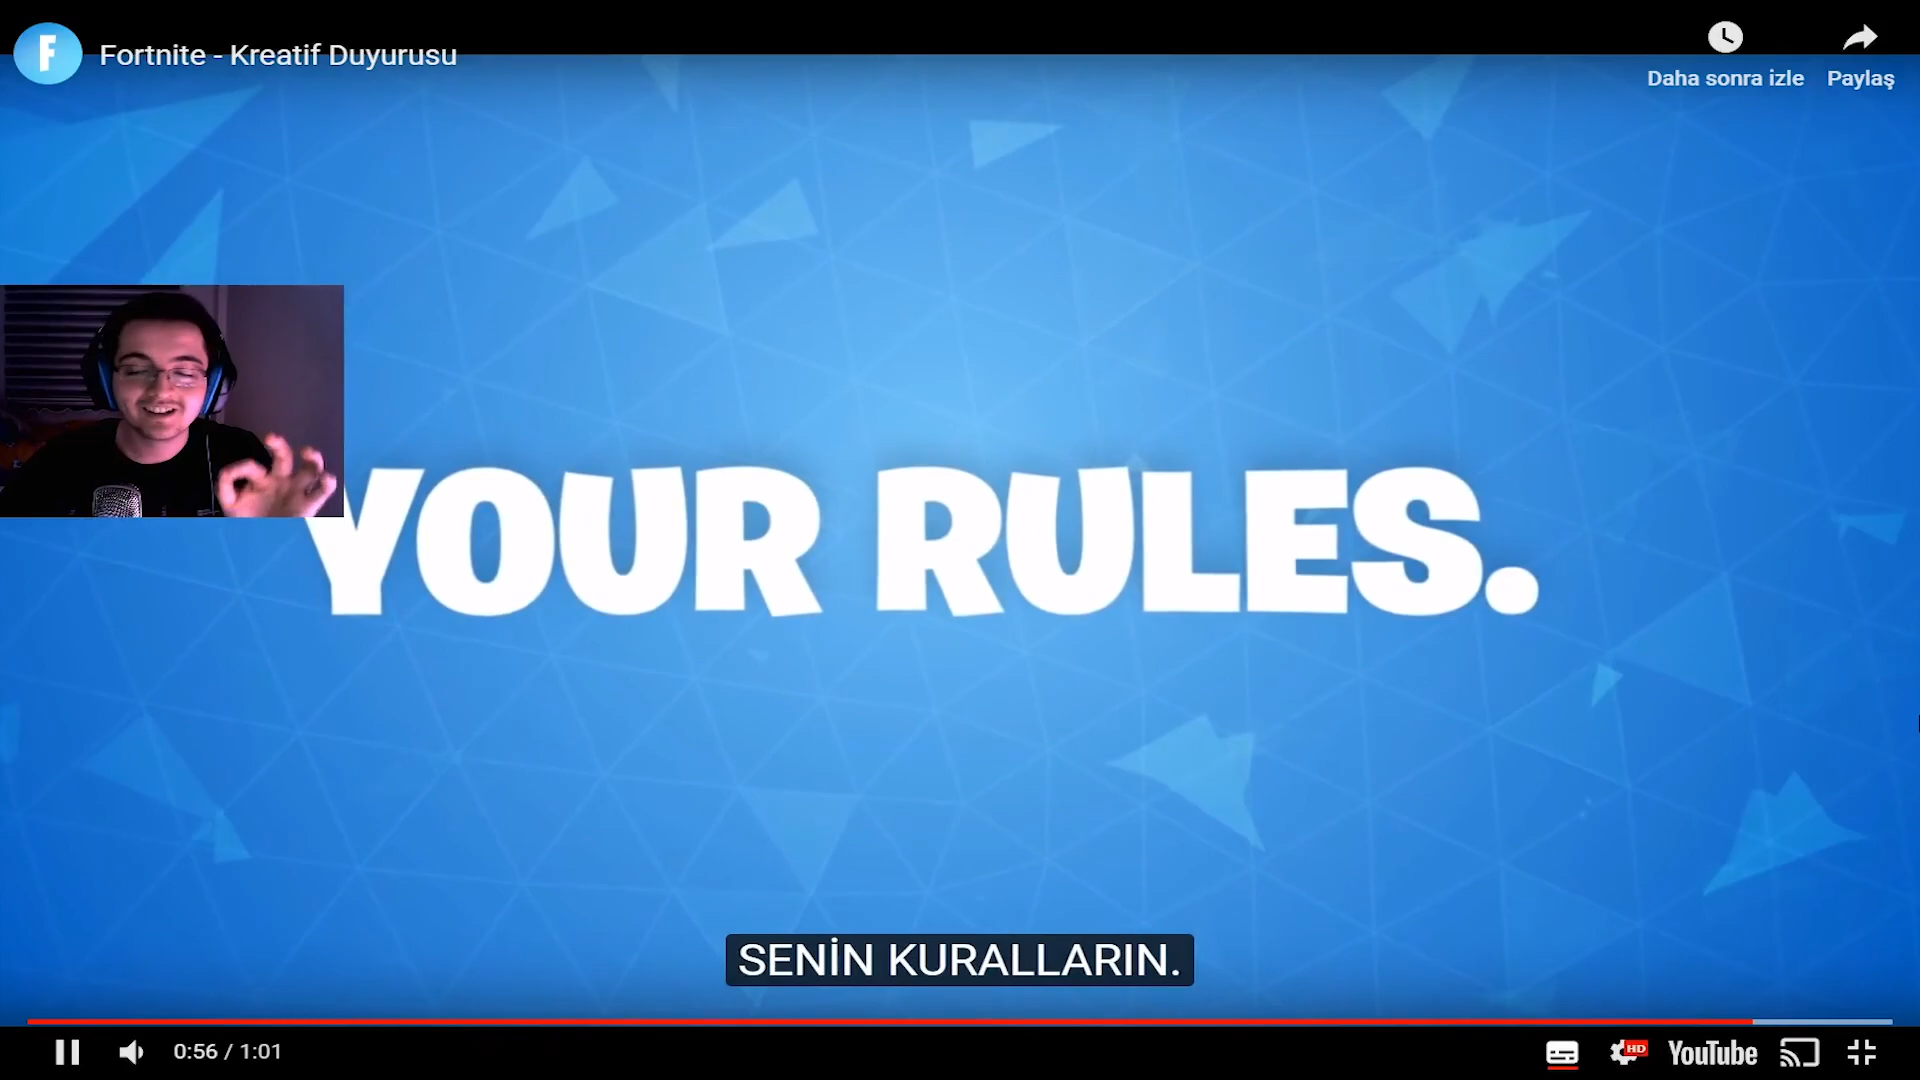 F
Fortnite - Kreatif Duyurusu
Daha sonra izle
Paylaş
YOUR RULES.
SENİN KURALLARIN.
0:56 / 1:01
HD
YouTube